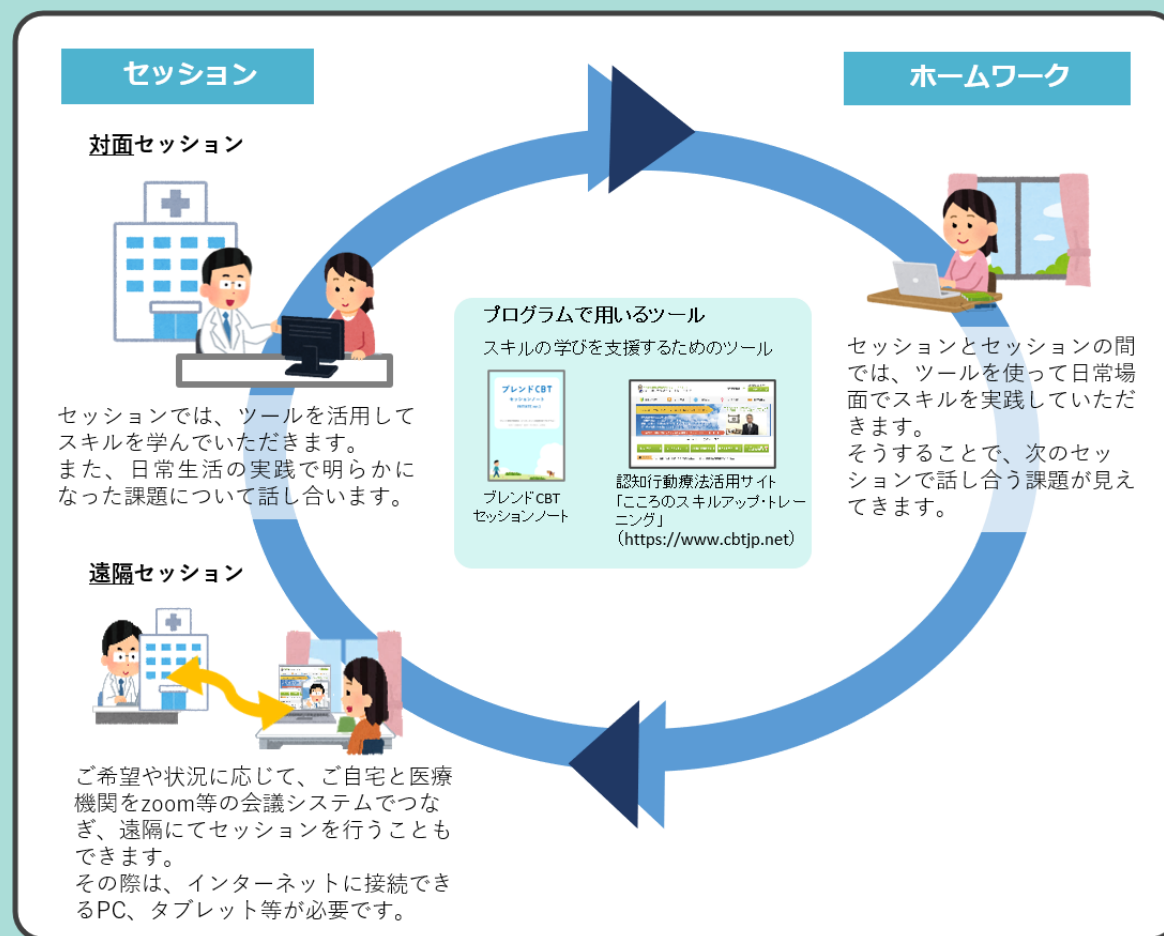 セッション
対面セッション
セッションでは、ツールを活用して
スキルを学んでいただきます。
また、日常生活の実践で明らかに
なった課題について話し合います。
遠隔セッション
ご希望や状況に応じて、ご自宅と医療
機関をzoom等の会議システムでつな
ぎ、遠隔にてセッションを行うことも
できます。
その際は、インターネットに接続でき
るPC、タブレット等が必要です。
プログラムで用いるツール
スキルの学びを支援するためのツール
ブレンドCBT
セッションノート
ブレンドCBT
セッションノート
認知行動療法活用サイト
「こころのスキルアップ・トレー
ニング」
（https://www.cbtjp.net）
ホームワーク
セッションとセッションの間
では、ツールを使って日常場
面でスキルを実践していただ
きます。
そうすることで、次のセッ
ションで話し合う課題が見え
てきます。